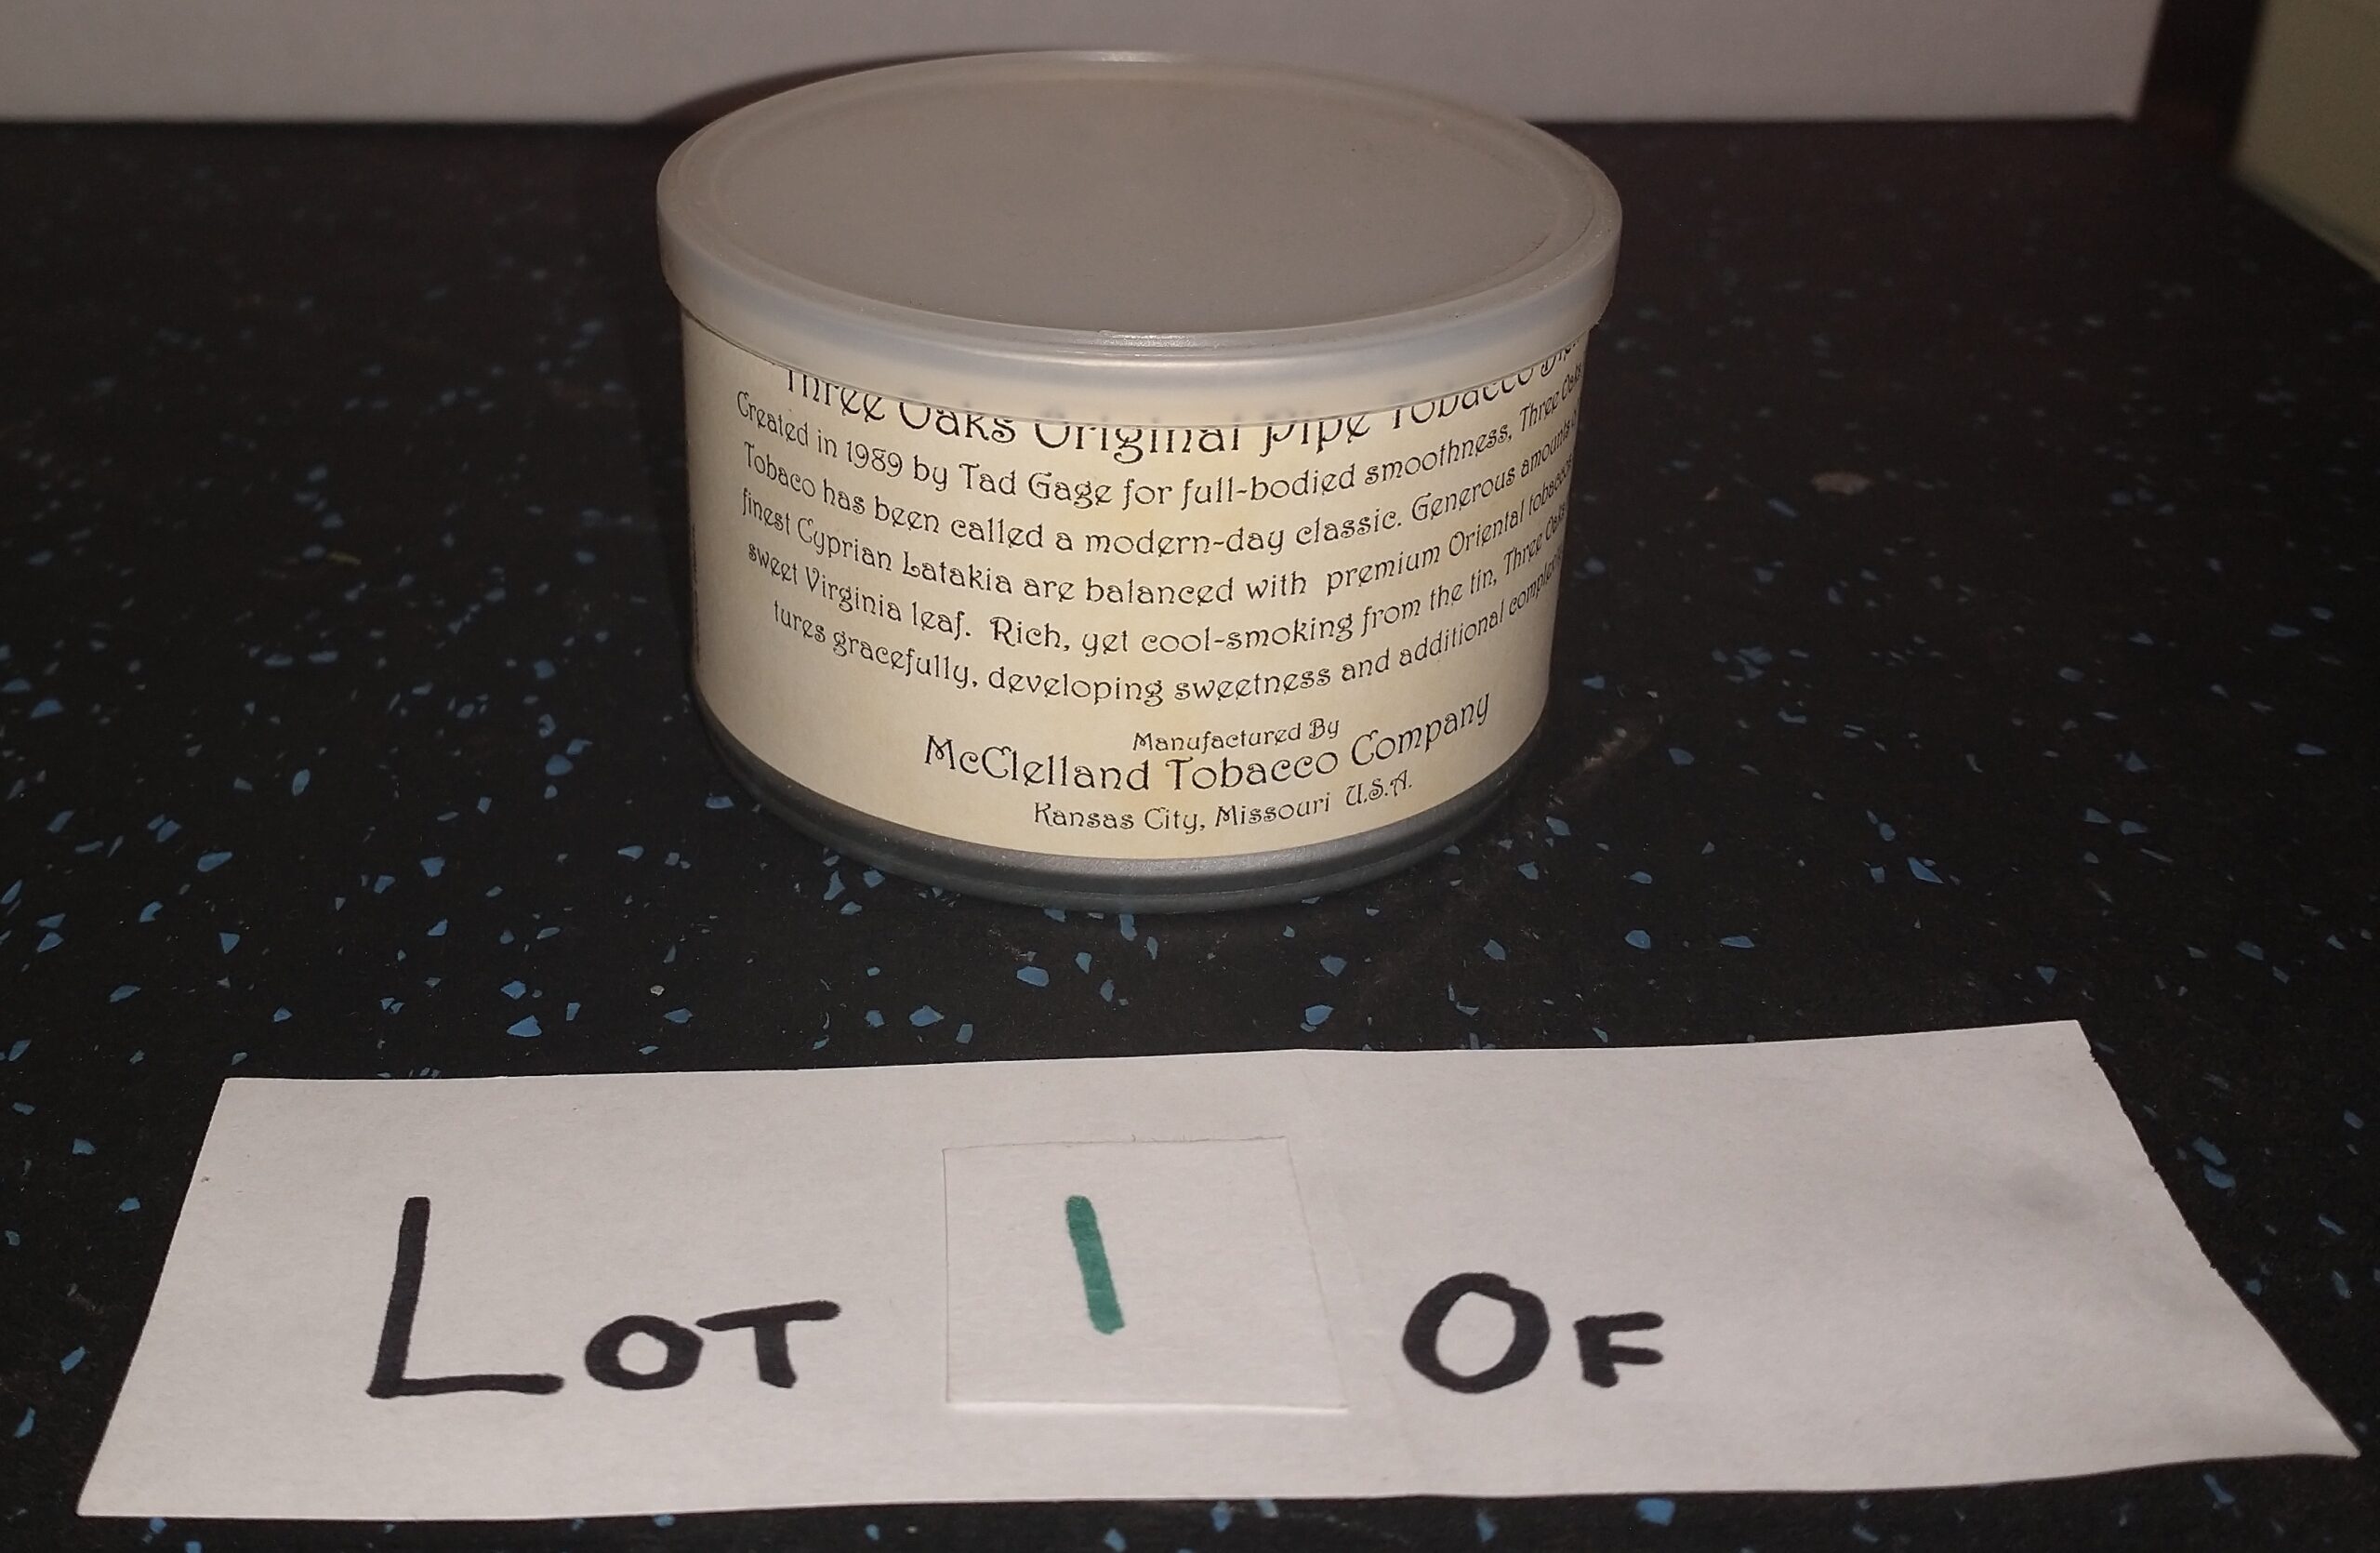 Three Oaks Original Pipe Tobacco
Created in 1989 by Tad Gage for full-bodied smoothness, Three Oaks
Tobaco has been called a modern-day classic. Generous amounts
finest Cyprian Latakia are balanced with premium Oriental tobaccos
sweet Virginia leaf. Rich, yet cool-smoking from the tin, Three Oaks
tures gracefully, developing sweetness and additional
Manufactured By
McClelland Tobacco Company
Kansas City, Missouri U.S.A.
LOT 1 OF